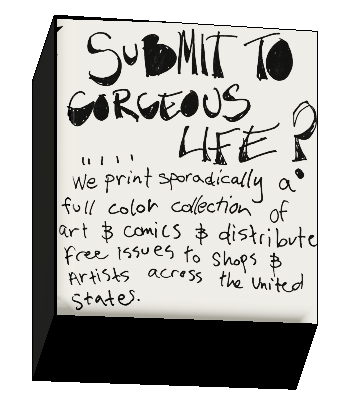 SUBMIT TO
GORGEOUS
LIFE?
We print sporadically a
full color collection of
art & comics & distribute
free issues to shops &
Artists across the United
States.